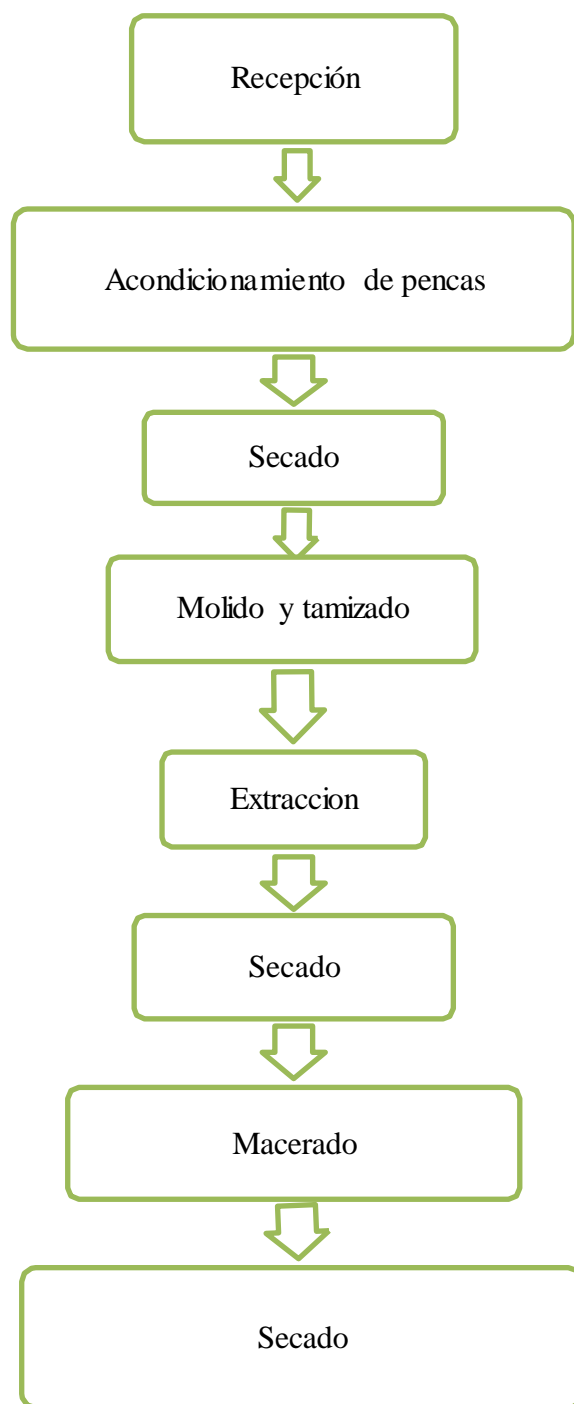 Recepción
Acondicionamiento de pencas
Secado
Molido y tamizado
Extraccion
Secado
Macerado
Secado